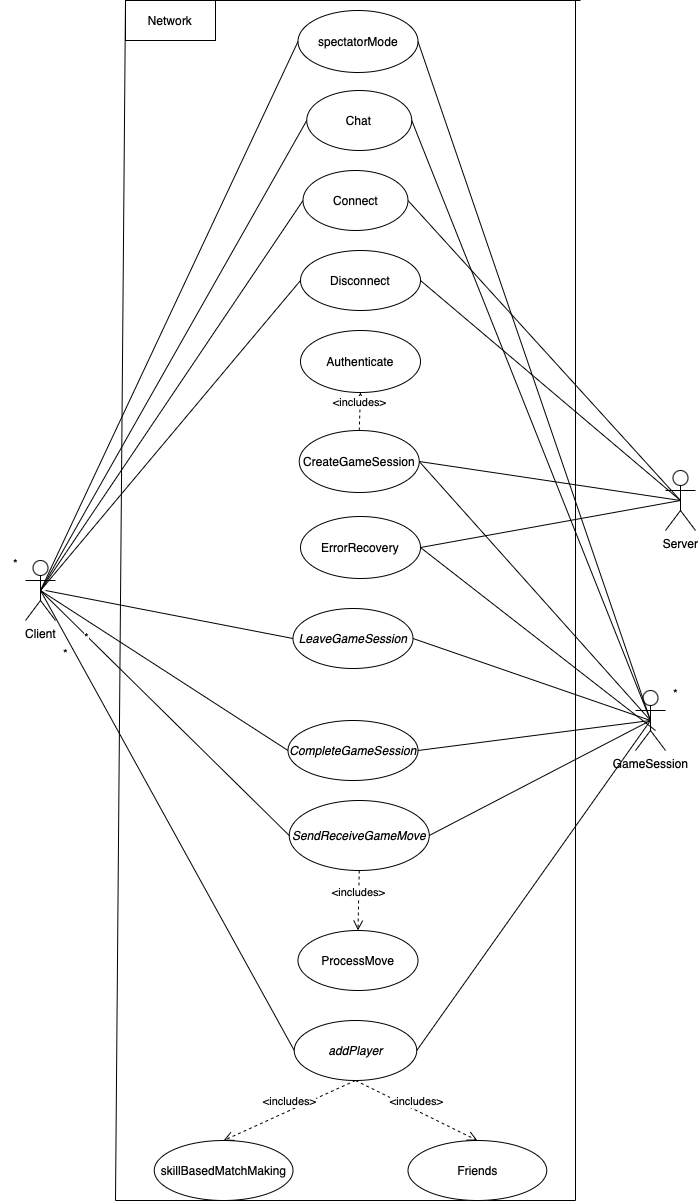 Network
spectatorMode
Chat
Connect
Disconnect
Authenticate
<includes>
CreateGameSession
Server
ErrorRecovery
*
Client
*
*
LeaveGameSession
*
GameSession
CompleteGameSession
SendReceiveGameMove
<includes>
ProcessMove
addPlayer
<includes>
<includes>
skillBasedMatchMaking
Friends